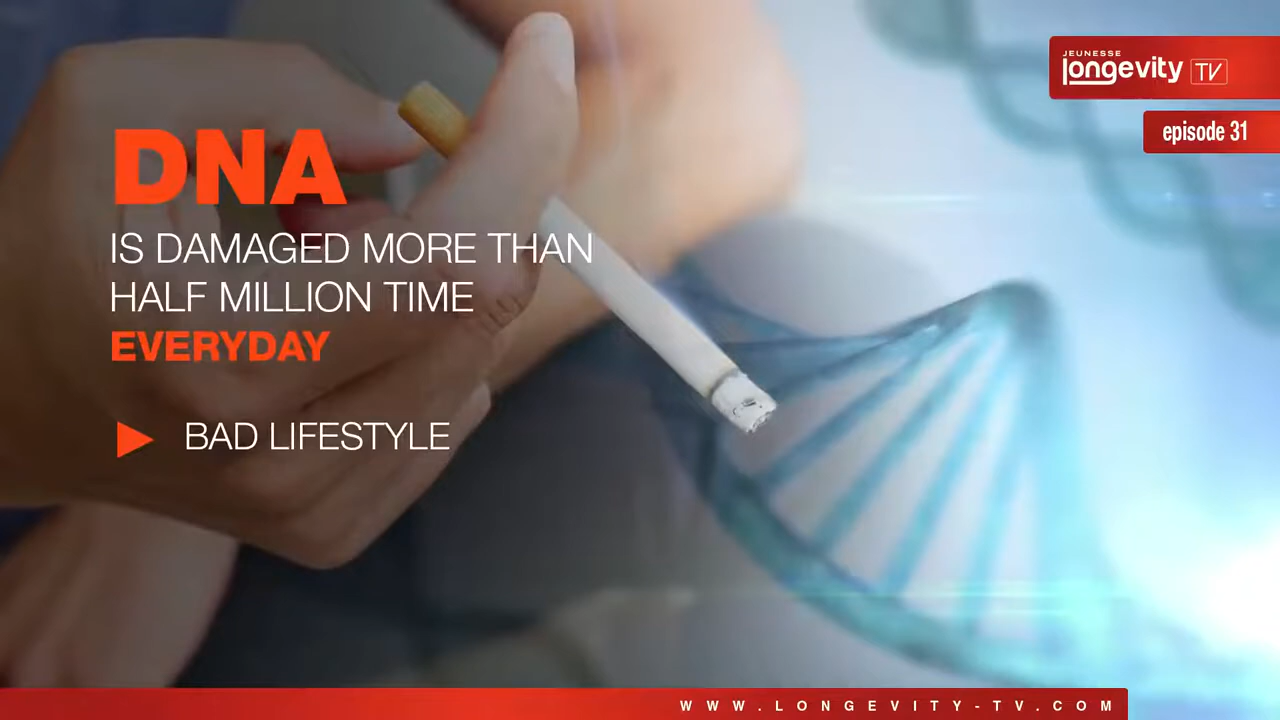 JEUNESSE
longevity TV
episode 31
DNA
IS DAMAGED MORE THAN
HALF MILLION TIME
EVERYDAY
BAD LIFESTYLE
WWW.LONGEVITY-TV.COM